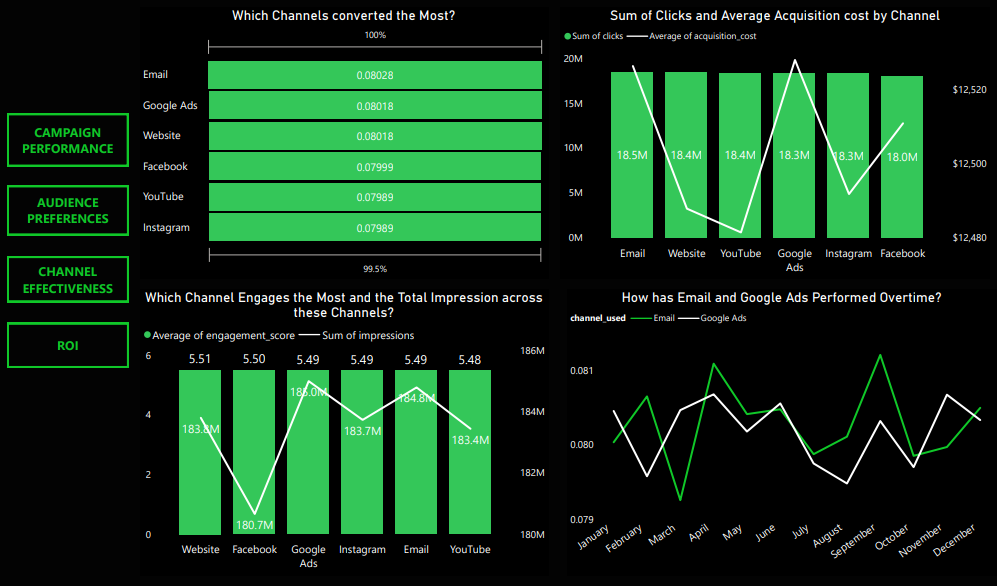 CAMPAIGN
PERFORMANCE
AUDIENCE
PREFERENCES
CHANNEL
EFFECTIVENESS
ROI
Which Channels converted the Most?
100%
Email 0.08028
Google Ads 0.08018
Website 0.08018
Facebook 0.07999
YouTube 0.07989
Instagram 0.07989
99.5%
Sum of Clicks and Average Acquisition cost by Channel
Sum of clicks Average of acquisition_cost
20M
15M
10M
5M
0M
$12,520
$12,500
$12,480
18.5M 18.4M 18.4M 18.3M 18.3M 18.0M
Email Website YouTube Google Instagram Facebook
Ads
Which Channel Engages the Most and the Total Impression across
these Channels?
Average of engagement_score Sum of impressions
6
4
2
0
186M
184M
182M
180M
5.51 5.50 5.49 5.49 5.49 5.48
183.8M 180.7M 185.0M 183.7M 184.8M 183.4M
Website Facebook Google Instagram Email YouTube
Ads
How has Email and Google Ads Performed Overtime?
channel_used Email Google Ads
0.081
0.080
0.079
January February March April May June July August September October November December